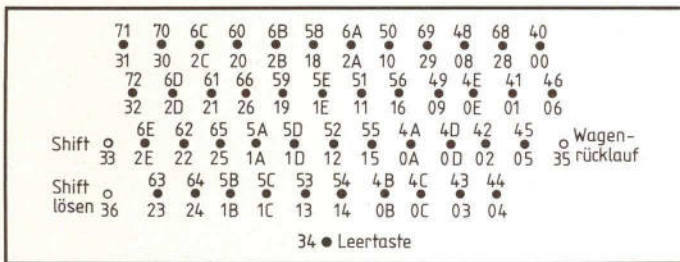 71 70 6C 60 6B 58 6A 50 69 48 68 40
31 30 2C 20 2B 18 2A 10 29 08 28 00
72 6D 61 66 59 5E 51 56 49 4E 41 46
32 2D 21 26 19 1E 11 16 09 0E 01 06
6E 62 65 5A 5D 52 55 4A 4D 42 45
Shift Wagen-
33 2E 22 25 1A 1D 12 15 0A 0D 02 05 35 rücklauf
Shift 63 64 5B 5C 53 54 4B 4C 43 44
lösen 36 23 24 1B 1C 13 14 0B 0C 03 04
34 Leertaste